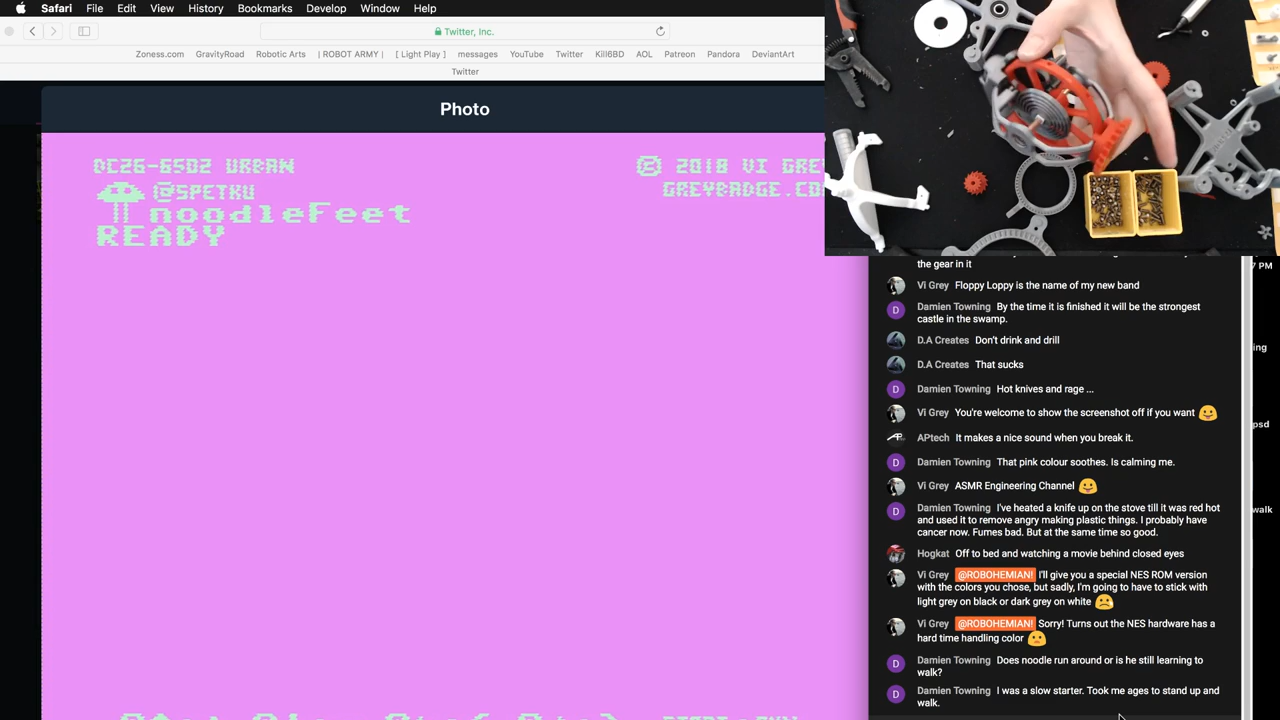 Safari File Edit View History Bookmarks Develop Window Help
Twitter, Inc.
Zoness.com GravityRoad Robotic Arts | ROBOT ARMY | [ Light Play ] messages YouTube Twitter Kill6BD AOL Patreon Pandora DeviantArt
Twitter
Photo
DC26-6502 URBAN
@SPETKU
noodleFeet
READY
© 2018 VI GREY
GREYBADGE.CO
the gear in it
Vi Grey Floppy Loppy is the name of my new band
Damien Towning By the time it is finished it will be the strongest
castle in the swamp.
D.A Creates Don't drink and drill
D.A Creates That sucks
Damien Towning Hot knives and rage ...
Vi Grey You're welcome to show the screenshot off if you want
APtech It makes a nice sound when you break it.
Damien Towning That pink colour soothes. Is calming me.
Vi Grey ASMR Engineering Channel
Damien Towning I've heated a knife up on the stove till it was red hot
and used it to remove angry making plastic things. I probably have
cancer now. Fumes bad. But at the same time so good.
Hogkat Off to bed and watching a movie behind closed eyes
Vi Grey @ROBOHEMIAN! I'll give you a special NES ROM version
with the colors you chose, but sadly, I'm going to have to stick with
light grey on black or dark grey on white
Vi Grey @ROBOHEMIAN! Sorry! Turns out the NES hardware has a
hard time handling color
Damien Towning Does noodle run around or is he still learning to
walk?
Damien Towning I was a slow starter. Took me ages to stand up and
walk.
7 PM
ing
psd
walk